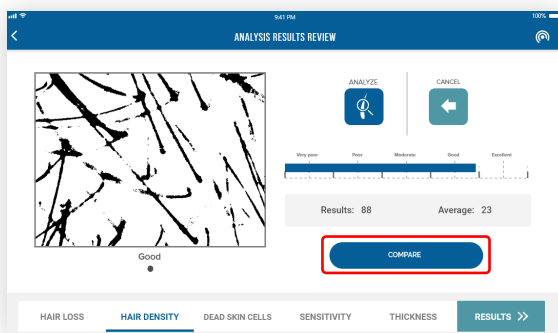 9:41 PM
100%
ANALYSIS RESULTS REVIEW
ANALYZE
CANCEL
Very poor Poor Moderate Good Excellent
Results: 88 Average: 23
Good
COMPARE
HAIR LOSS HAIR DENSITY DEAD SKIN CELLS SENSITIVITY THICKNESS RESULTS